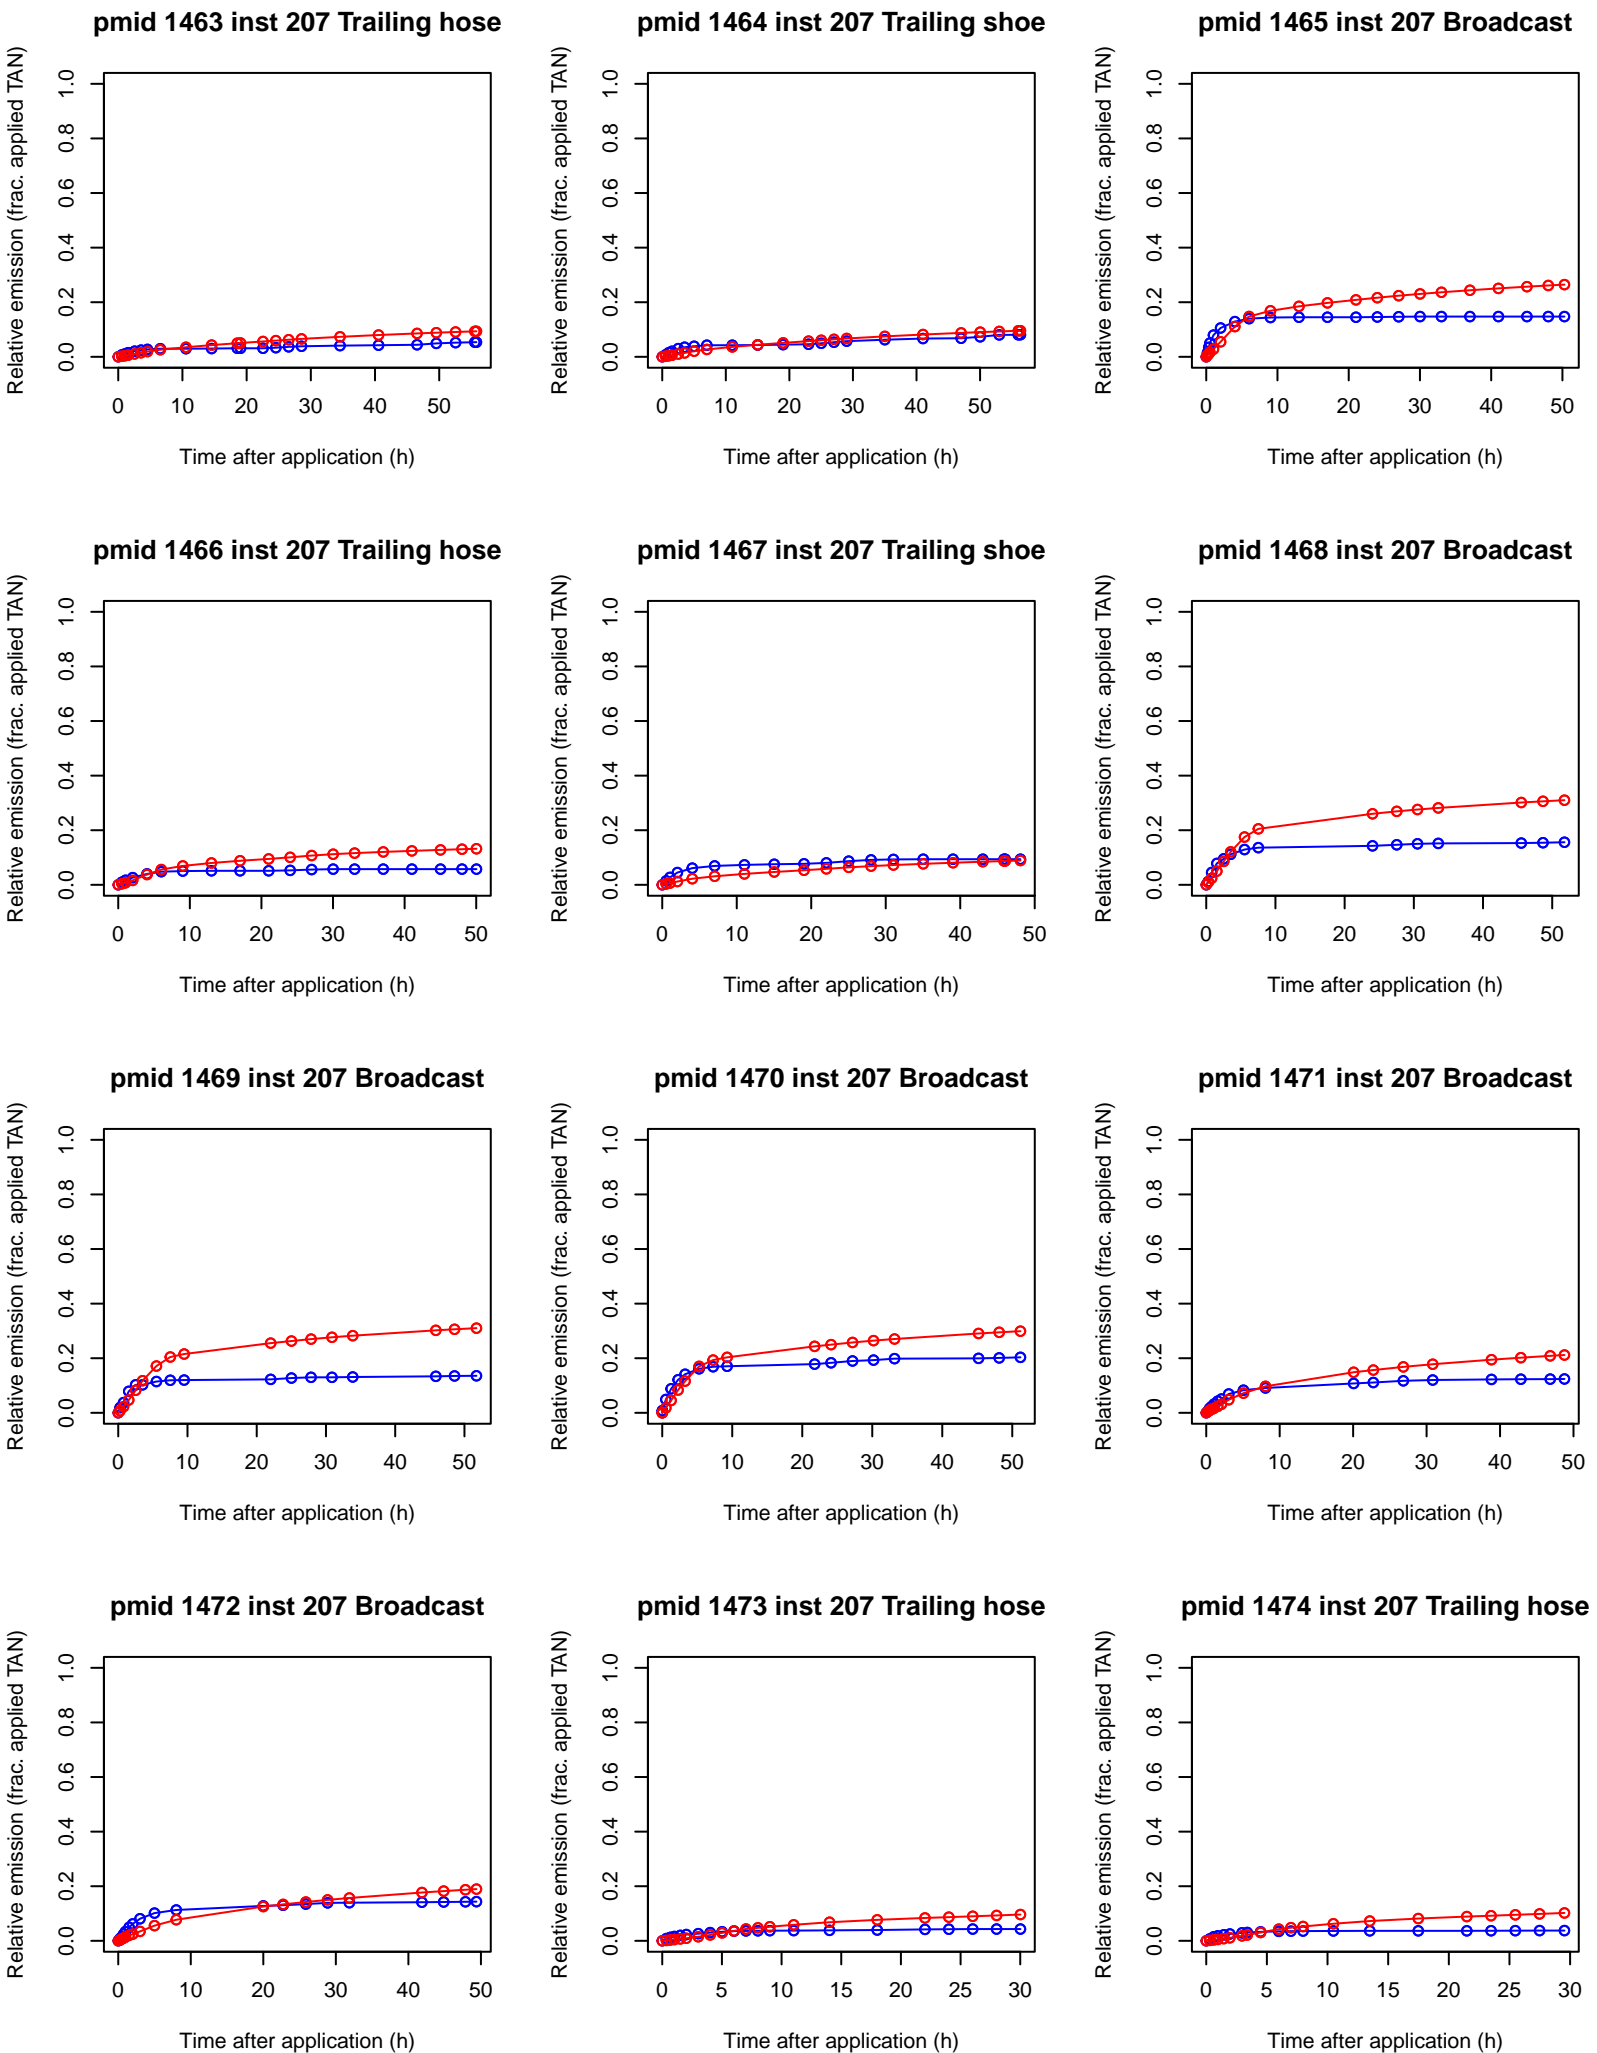 pmid 1463 inst 207 Trailing hose
Relative emission (frac. applied TAN)
1.0
0.8
0.6
0.4
0.2
0.0
0 10 20 30 40 50
Time after application (h)
pmid 1464 inst 207 Trailing shoe
Relative emission (frac. applied TAN)
1.0
0.8
0.6
0.4
0.2
0.0
0 10 20 30 40 50
Time after application (h)
pmid 1465 inst 207 Broadcast
Relative emission (frac. applied TAN)
1.0
0.8
0.6
0.4
0.2
0.0
0 10 20 30 40 50
Time after application (h)
pmid 1466 inst 207 Trailing hose
Relative emission (frac. applied TAN)
1.0
0.8
0.6
0.4
0.2
0.0
0 10 20 30 40 50
Time after application (h)
pmid 1467 inst 207 Trailing shoe
Relative emission (frac. applied TAN)
1.0
0.8
0.6
0.4
0.2
0.0
0 10 20 30 40 50
Time after application (h)
pmid 1468 inst 207 Broadcast
Relative emission (frac. applied TAN)
1.0
0.8
0.6
0.4
0.2
0.0
0 10 20 30 40 50
Time after application (h)
pmid 1469 inst 207 Broadcast
Relative emission (frac. applied TAN)
1.0
0.8
0.6
0.4
0.2
0.0
0 10 20 30 40 50
Time after application (h)
pmid 1470 inst 207 Broadcast
Relative emission (frac. applied TAN)
1.0
0.8
0.6
0.4
0.2
0.0
0 10 20 30 40 50
Time after application (h)
pmid 1471 inst 207 Broadcast
Relative emission (frac. applied TAN)
1.0
0.8
0.6
0.4
0.2
0.0
0 10 20 30 40 50
Time after application (h)
pmid 1472 inst 207 Broadcast
Relative emission (frac. applied TAN)
1.0
0.8
0.6
0.4
0.2
0.0
0 10 20 30 40 50
Time after application (h)
pmid 1473 inst 207 Trailing hose
Relative emission (frac. applied TAN)
1.0
0.8
0.6
0.4
0.2
0.0
0 5 10 15 20 25 30
Time after application (h)
pmid 1474 inst 207 Trailing hose
Relative emission (frac. applied TAN)
1.0
0.8
0.6
0.4
0.2
0.0
0 5 10 15 20 25 30
Time after application (h)